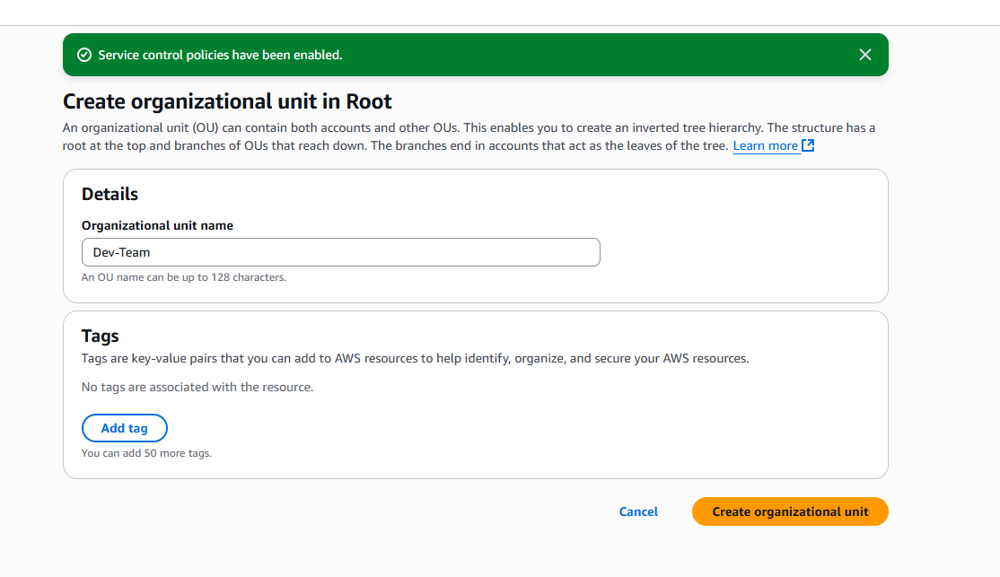 Service control policies have been enabled.
Create organizational unit in Root
An organizational unit (OU) can contain both accounts and other OUs. This enables you to create an inverted tree hierarchy. The structure has a
root at the top and branches of OUs that reach down. The branches end in accounts that act as the leaves of the tree. Learn more
Details
Organizational unit name
Dev-Team
An OU name can be up to 128 characters.
Tags
Tags are key-value pairs that you can add to AWS resources to help identify, organize, and secure your AWS resources.
No tags are associated with the resource.
Add tag
You can add 50 more tags.
Cancel
Create organizational unit